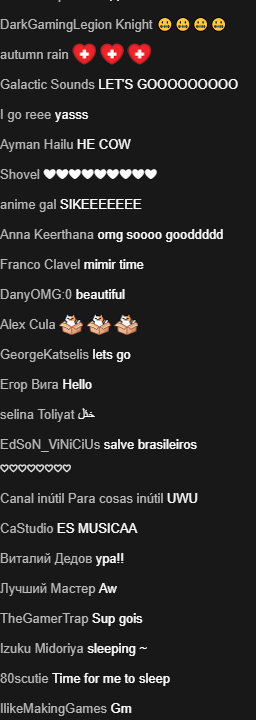 DarkGamingLegion Knight 😬 😬 😬 😬
autumn rain
Galactic Sounds LET'S GOOOOOOOOO
I go reee yasss
Ayman Hailu HE COW
Shovel 🤍🤍🤍🤍🤍🤍🤍🤍🤍
anime gal SIKEEEEEEE
Anna Keerthana omg soooo gooddddd
Franco Clavel mimir time
DanyOMG:0 beautiful
Alex Cula
GeorgeKatselis lets go
Егор Вига Hello
selina Toliyat
EdSoN_ViNiCiUs salve brasileiros
♡♡♡♡♡♡♡♡
Canal inútil Para cosas inútil UWU
CaStudio ES MUSICAA
Виталий Дедов ура!!
Лучший Мастер Aw
TheGamerTrap Sup gois
Izuku Midoriya sleeping ~
80scutie Time for me to sleep
IlikeMakingGames Gm